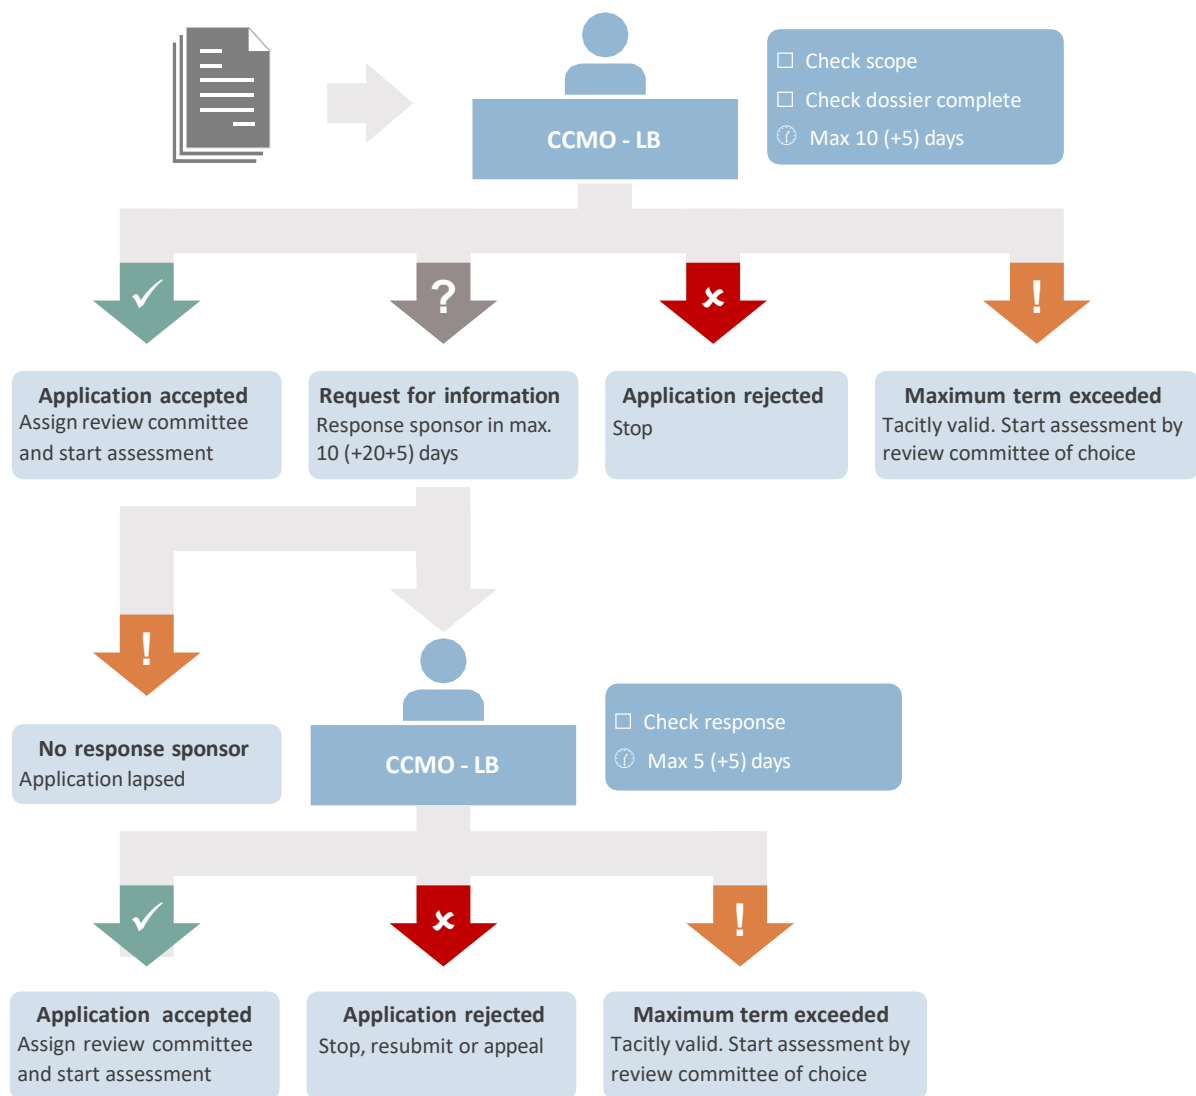 CCMO - LB
☐ Check scope
☐ Check dossier complete
🕐 Max 10 (+5) days
✓
?
✘
!
Application accepted
Assign review committee
and start assessment
Request for information
Response sponsor in max.
10 (+20+5) days
Application rejected
Stop
Maximum term exceeded
Tacitly valid. Start assessment by
review committee of choice
!
No response sponsor
Application lapsed
CCMO - LB
☐ Check response
🕐 Max 5 (+5) days
✓
✘
!
Application accepted
Assign review committee
and start assessment
Application rejected
Stop, resubmit or appeal
Maximum term exceeded
Tacitly valid. Start assessment by
review committee of choice